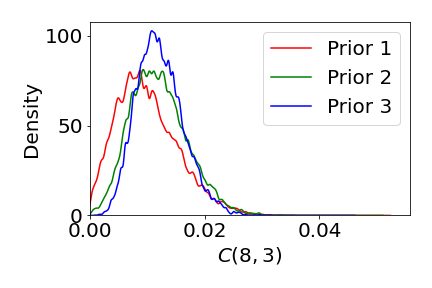 Density
100
50
0
0.00
0.02
0.04
C(8, 3)
Prior 1
Prior 2
Prior 3